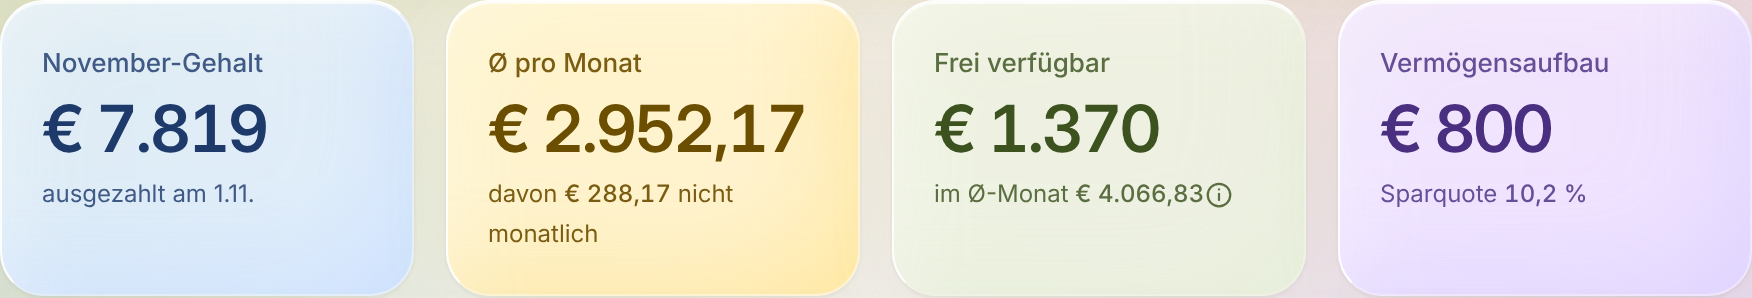 November-Gehalt
€ 7.819
ausgezahlt am 1.11.
Ø pro Monat
€ 2.952,17
davon € 288,17 nicht
monatlich
Frei verfügbar
€ 1.370
im Ø-Monat € 4.066,83
Vermögensaufbau
€ 800
Sparquote 10,2 %